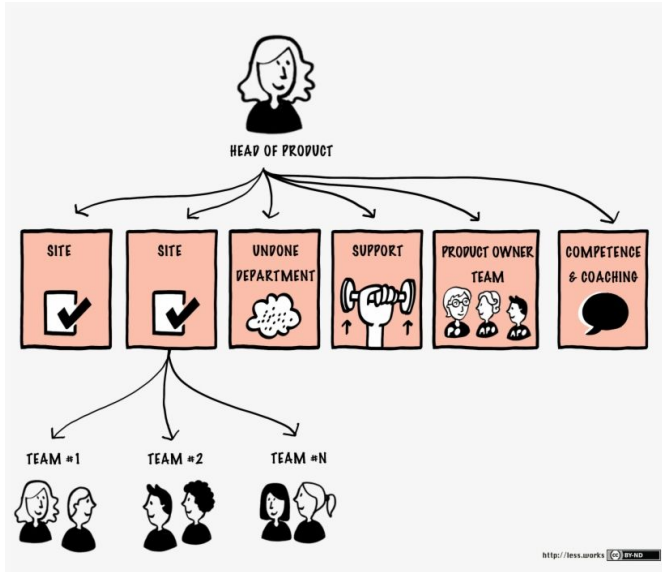 HEAD OF PRODUCT
SITE
SITE
UNDONE
DEPARTMENT
SUPPORT
PRODUCT OWNER
TEAM
COMPETENCE
& COACHING
TEAM #1
TEAM #2
TEAM #N
http://less.works cc BY-ND